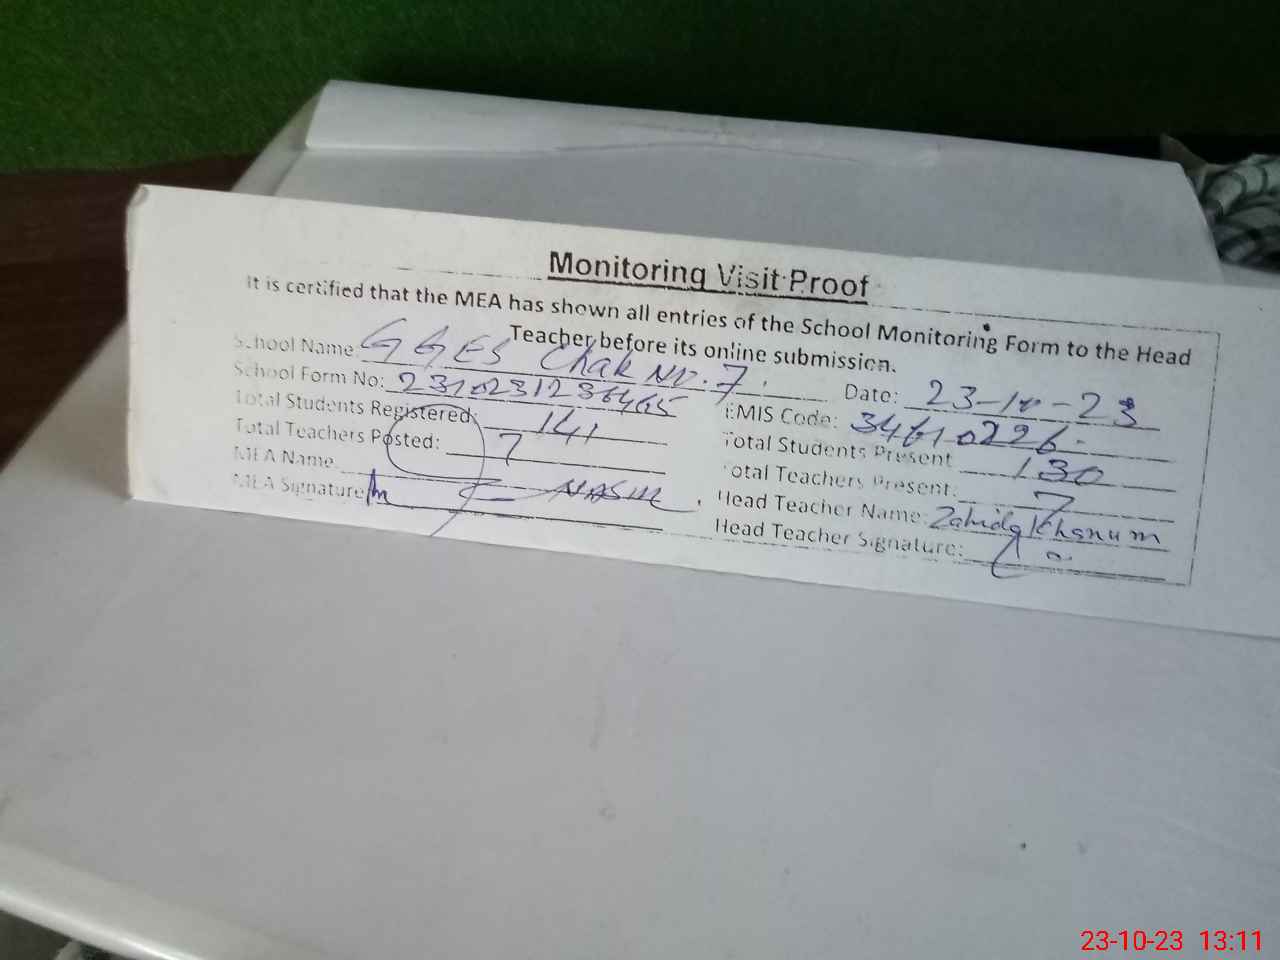 Monitoring Visit Proof
It is certified that the MEA has shown all entries of the School Monitoring Form to the Head
Teacher before its online submission.
School Name: GGES Chak No. 7.
Date: 23-10-23
School Form No: 2310231236465
EMIS Code: 34610226
Total Students Registered: 141
Total Students Present 130
Total Teachers Posted: 7
Total Teachers Present: 7
MEA Name.
Head Teacher Name: Zahida Khanum
MEA Signature
Head Teacher Signature:
23-10-23 13:11